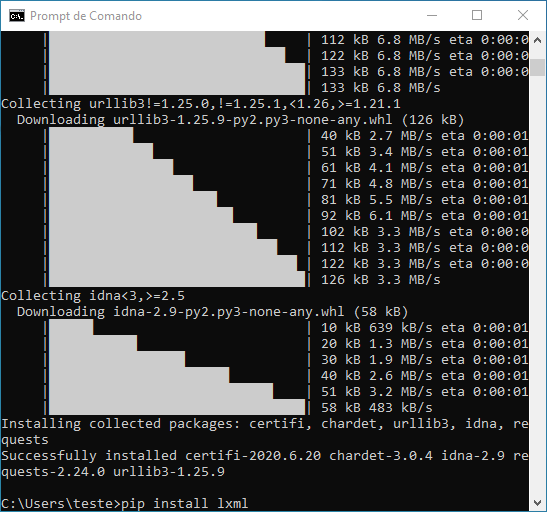 Prompt de Comando
112 kB 6.8 MB/s eta 0:00:0
122 kB 6.8 MB/s eta 0:00:0
133 kB 6.8 MB/s eta 0:00:0
133 kB 6.8 MB/s
Collecting urllib3!=1.25.0,!=1.25.1,<1.26,>=1.21.1
Downloading urllib3-1.25.9-py2.py3-none-any.whl (126 kB)
| 40 kB 2.7 MB/s eta 0:00:01
| 51 kB 3.4 MB/s eta 0:00:01
| 61 kB 4.1 MB/s eta 0:00:01
| 71 kB 4.8 MB/s eta 0:00:01
| 81 kB 5.5 MB/s eta 0:00:01
| 92 kB 6.1 MB/s eta 0:00:01
| 102 kB 3.3 MB/s eta 0:00:0
| 112 kB 3.3 MB/s eta 0:00:0
| 122 kB 3.3 MB/s eta 0:00:0
| 126 kB 3.3 MB/s
Collecting idna<3,>=2.5
Downloading idna-2.9-py2.py3-none-any.whl (58 kB)
| 10 kB 639 kB/s eta 0:00:01
| 20 kB 1.3 MB/s eta 0:00:01
| 30 kB 1.9 MB/s eta 0:00:01
| 40 kB 2.6 MB/s eta 0:00:01
| 51 kB 3.2 MB/s eta 0:00:01
| 58 kB 483 kB/s
Installing collected packages: certifi, chardet, urllib3, idna, re
quests
Successfully installed certifi-2020.6.20 chardet-3.0.4 idna-2.9 re
quests-2.24.0 urllib3-1.25.9
C:\Users\teste>pip install lxml